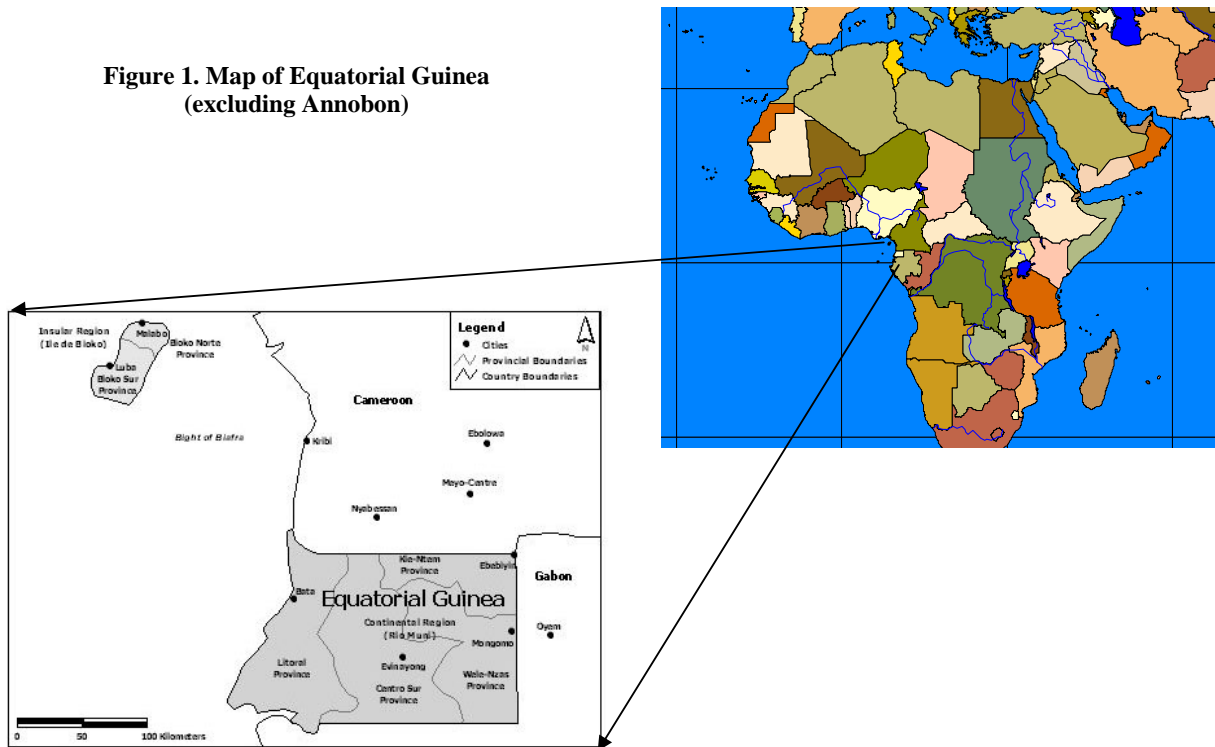 Figure 1. Map of Equatorial Guinea
(excluding Annobon)
Insular Region
(Ile de Bioko)
Malabo
Bioko Norte
Province
Luba
Bioko Sur
Province
Legend
Cities
Provincial Boundaries
Country Boundaries
N
Cameroon
Bight of Biafra
Kribi
Ebolowa
Mayo-Centre
Nyabessan
Kie-Ntem
Province
Ebebiyin
Gabon
Bata
Equatorial Guinea
Continental Region
(Rio Muni)
Mongomo
Oyem
Evinayong
Litoral
Province
Centro Sur
Province
Wele-Nzas
Province
0 50 100 Kilometers